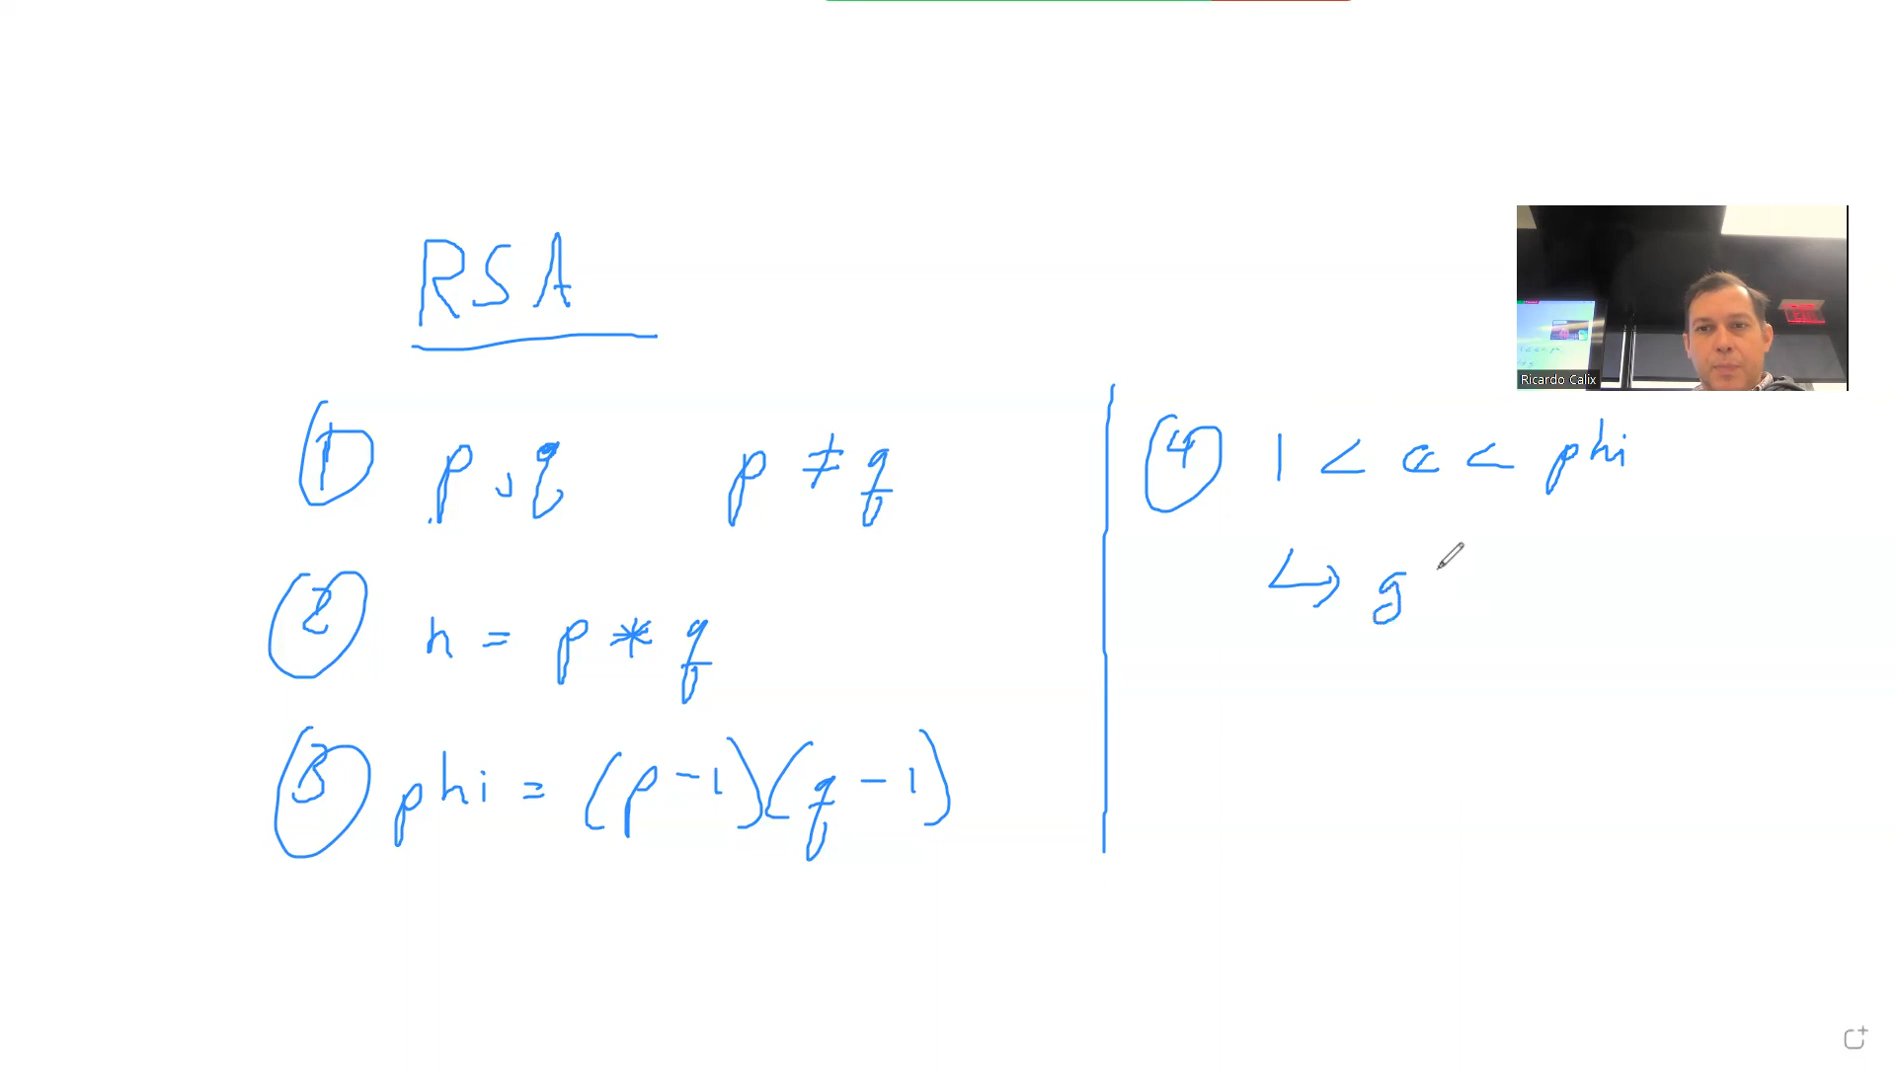 RSA
① p, q p ≠ q
② n = p * q
③ phi = (p - 1)(q - 1)
④ 1 < e < phi
↳ g
Ricardo Calix